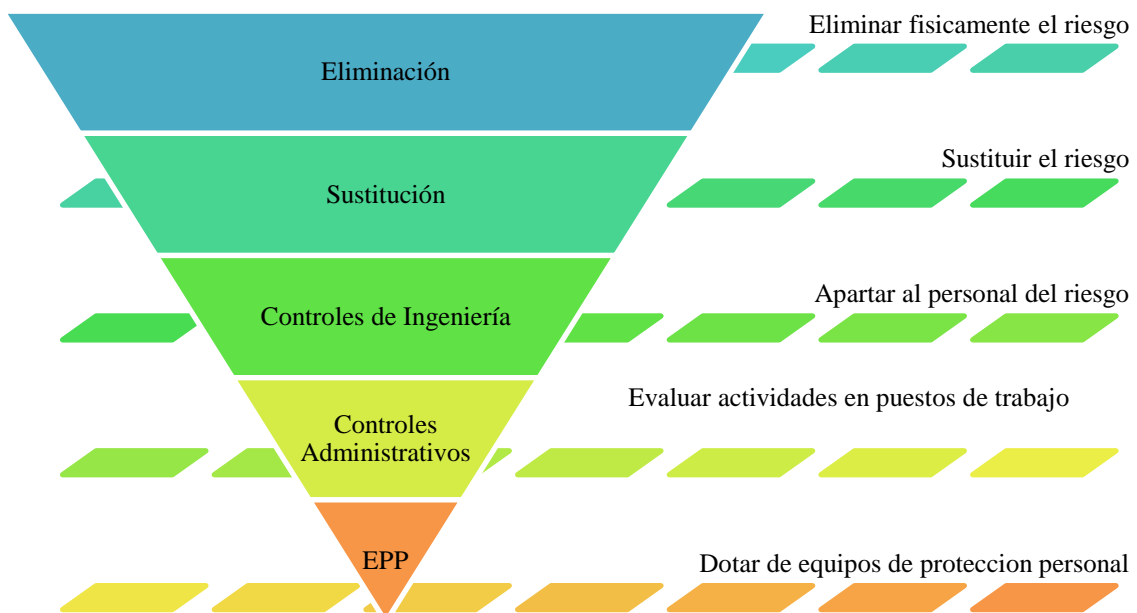 Eliminar fisicamente el riesgo
Eliminación
Sustituir el riesgo
Sustitución
Apartar al personal del riesgo
Controles de Ingeniería
Evaluar actividades en puestos de trabajo
Controles
Administrativos
EPP
Dotar de equipos de proteccion personal